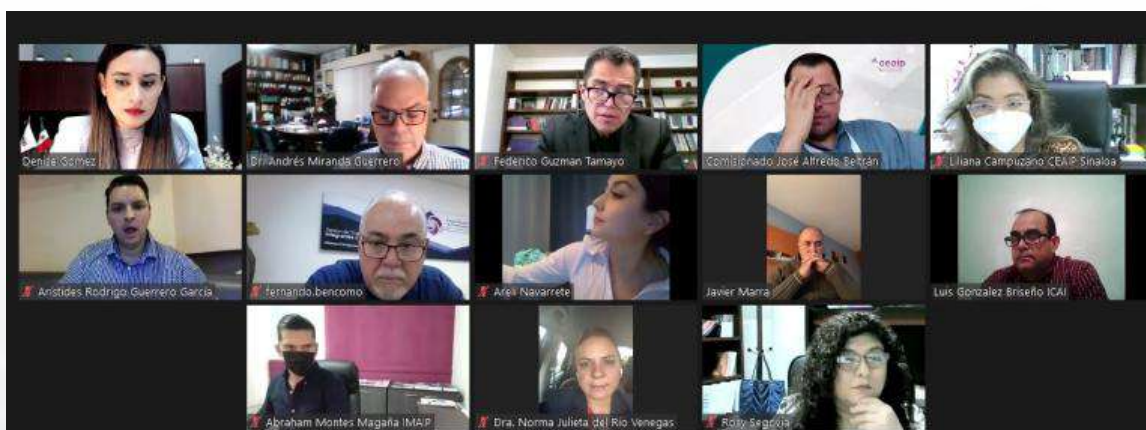 ceaip
Denise Gómez
Dr. Andrés Miranda Guerrero
Federico Guzman Tamayo
Comisionado José Alfredo Beltrán
Liliana Campuzano CEAIP Sinaloa
Aristides Rodrigo Guerrero García
fernando.bencomo
Areli Navarrete
Javier Marra
Luis Gonzalez Briseño ICAI
Abraham Montes Magaña IMAIP
Dra. Norma Julieta del Río Venegas
Rosy Segovia